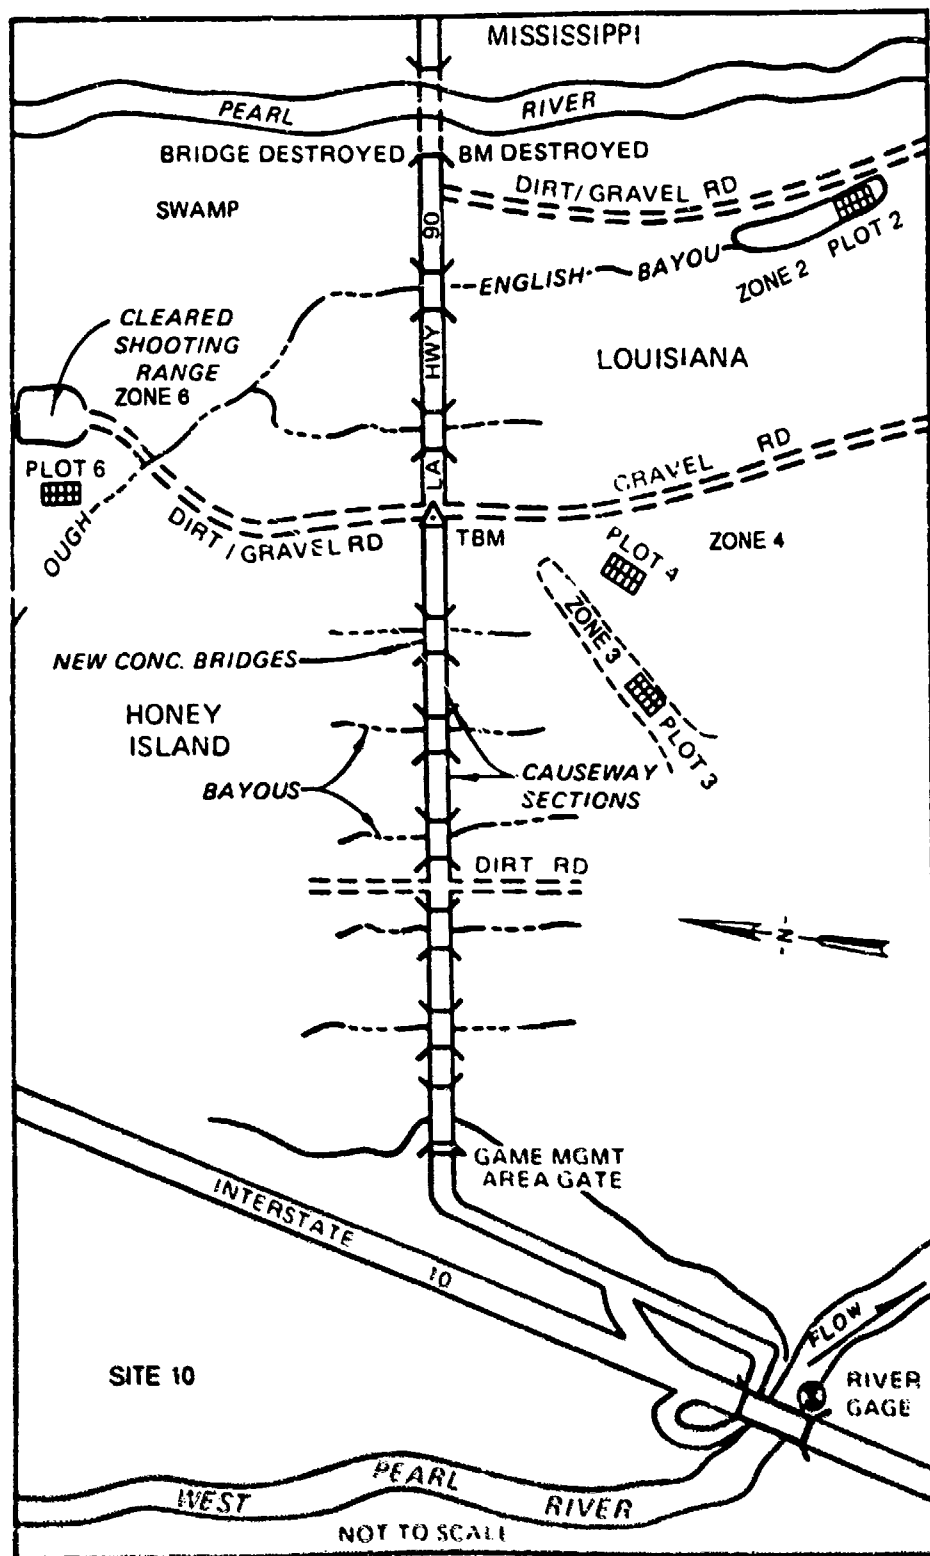 MISSISSIPPI
PEARL RIVER
BRIDGE DESTROYED
BM DESTROYED
DIRT/GRAVEL RD
SWAMP
90
PLOT 2
ZONE 2
ENGLISH BAYOU
CLEARED
SHOOTING
RANGE
ZONE 6
HWY
LOUISIANA
PLOT 6
LA
GRAVEL RD
OUGH
DIRT / GRAVEL RD
TBM
PLOT 4
ZONE 4
ZONE 3
NEW CONC. BRIDGES
PLOT 3
HONEY
ISLAND
BAYOUS
CAUSEWAY
SECTIONS
DIRT RD
-N-
GAME MGMT
AREA GATE
INTERSTATE
10
FLOW
SITE 10
RIVER
GAGE
WEST PEARL RIVER
NOT TO SCALE